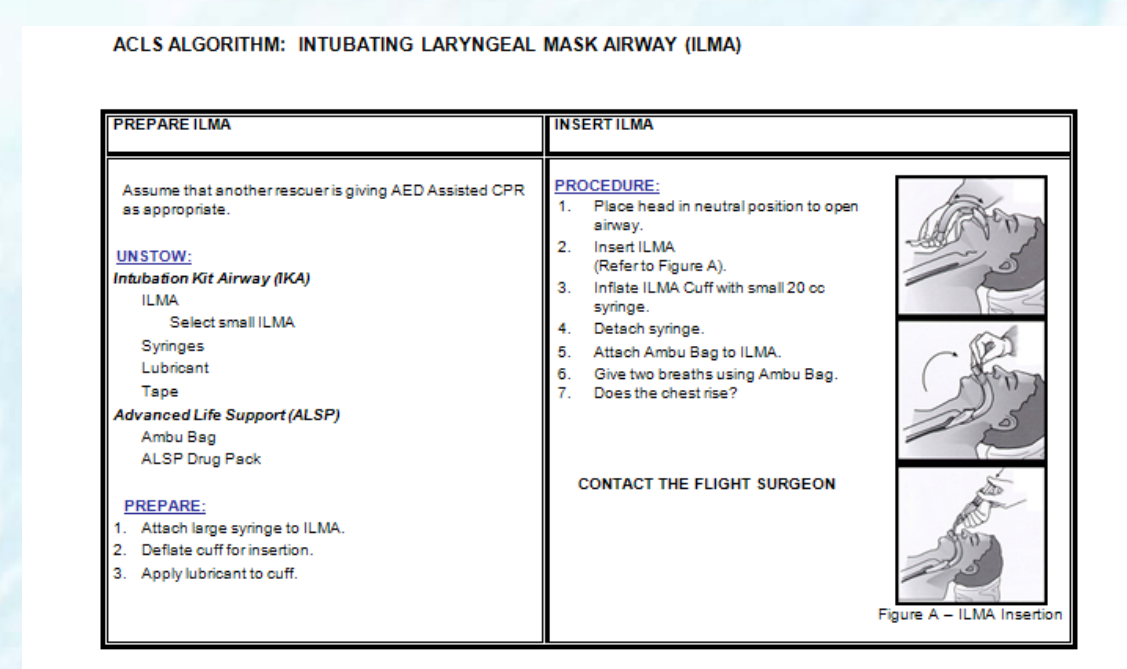 ACLS ALGORITHM: INTUBATING LARYNGEAL MASK AIRWAY (ILMA)
PREPARE ILMA
Assume that another rescuer is giving AED Assisted CPR
as appropriate.
UNSTOW:
Intubation Kit Airway (IKA)
ILMA
Select small ILMA
Syringes
Lubricant
Tape
Advanced Life Support (ALSP)
Ambu Bag
ALSP Drug Pack
PREPARE:
1. Attach large syringe to ILMA.
2. Deflate cuff for insertion.
3. Apply lubricant to cuff.
INSERT ILMA
PROCEDURE:
1. Place head in neutral position to open
airway.
2. Insert ILMA
(Refer to Figure A).
3. Inflate ILMA Cuff with small 20 cc
syringe.
4. Detach syringe.
5. Attach Ambu Bag to ILMA.
6. Give two breaths using Ambu Bag.
7. Does the chest rise?
CONTACT THE FLIGHT SURGEON
Figure A – ILMA Insertion